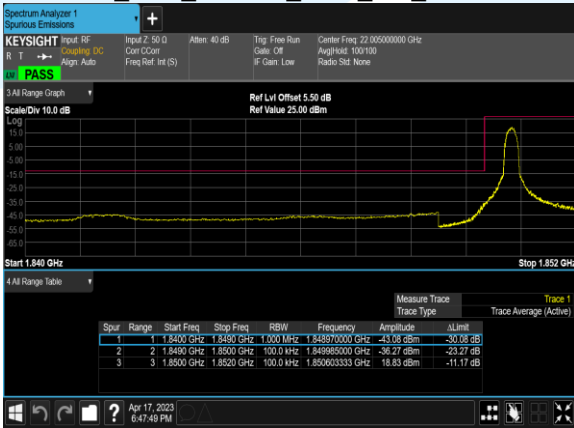 Spectrum Analyzer 1
Spurious Emissions
+
KEYSIGHT Input: RF Input Z: 50 Ω Atten: 40 dB Trig: Free Run Center Freq: 22.005000000 GHz
R T Coupling: DC Corr CCorr Gate: Off Avg|Hold: 100/100
Align: Auto Freq Ref: Int (S) IF Gain: Low Radio Std: None
PASS
3 All Range Graph
Ref Lvl Offset 5.50 dB
Scale/Div 10.0 dB Ref Value 25.00 dBm
Log
15.0
5.00
-5.00
-15.0
-25.0
-35.0
-45.0
-55.0
-65.0
Start 1.840 GHz Stop 1.852 GHz
4 All Range Table
Measure Trace Trace 1
Trace Type Trace Average (Active)
Spur Range Start Freq Stop Freq RBW Frequency Amplitude ΔLimit
1 1 1.8400 GHz 1.8490 GHz 1.000 MHz 1.848970000 GHz -43.08 dBm -30.08 dB
2 2 1.8490 GHz 1.8500 GHz 100.0 kHz 1.849985000 GHz -36.27 dBm -23.27 dB
3 3 1.8500 GHz 1.8520 GHz 100.0 kHz 1.850603333 GHz 18.83 dBm -11.17 dB
? Apr 17, 2023
6:47:49 PM